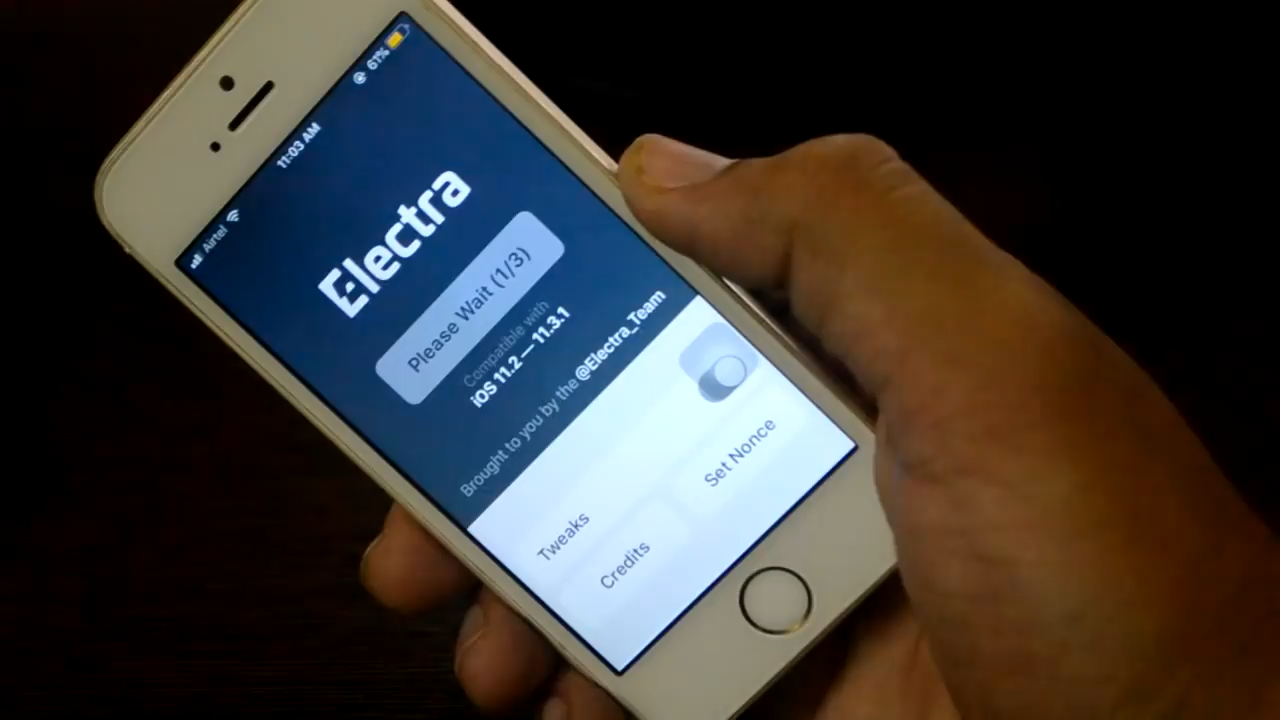 Airtel 11:03 AM 61%
Electra
Please Wait (1/3)
Compatible with
iOS 11.2 — 11.3.1
Brought to you by the @Electra_Team
Tweaks
Credits
Set Nonce